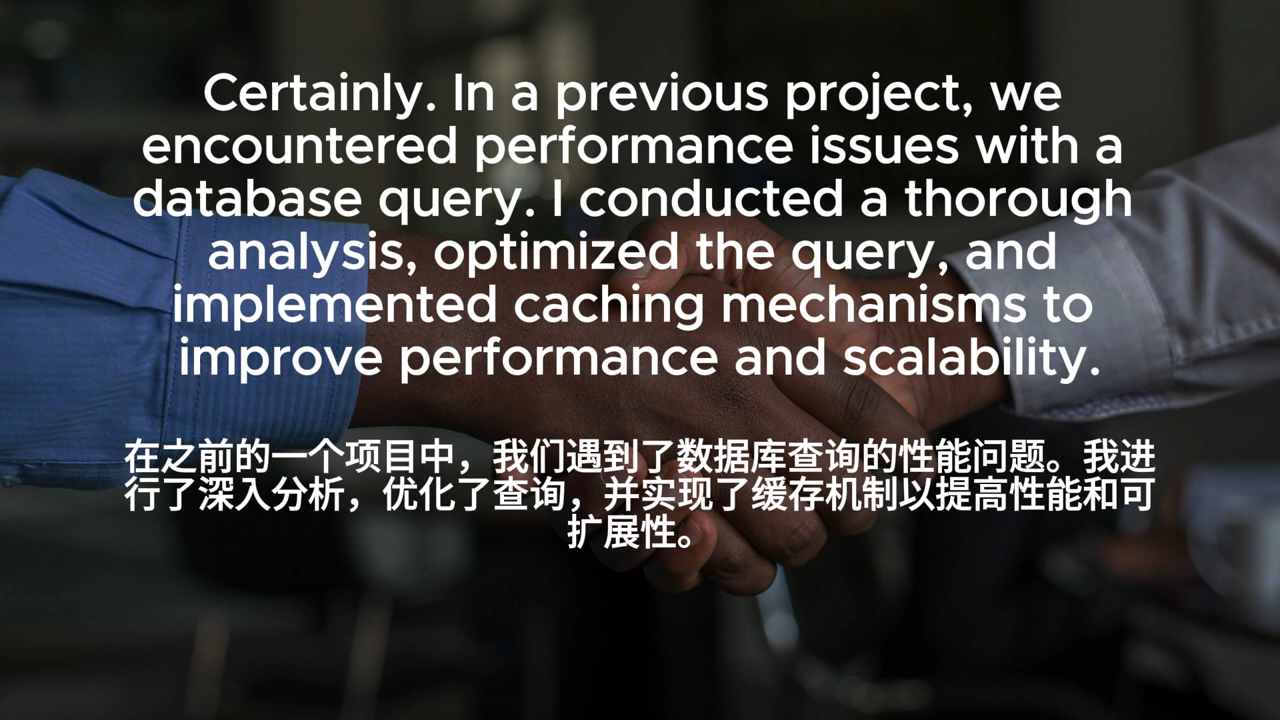 Certainly. In a previous project, we
encountered performance issues with a
database query. I conducted a thorough
analysis, optimized the query, and
implemented caching mechanisms to
improve performance and scalability.
在之前的一个项目中，我们遇到了数据库查询的性能问题。我进
行了深入分析，优化了查询，并实现了缓存机制以提高性能和可
扩展性。